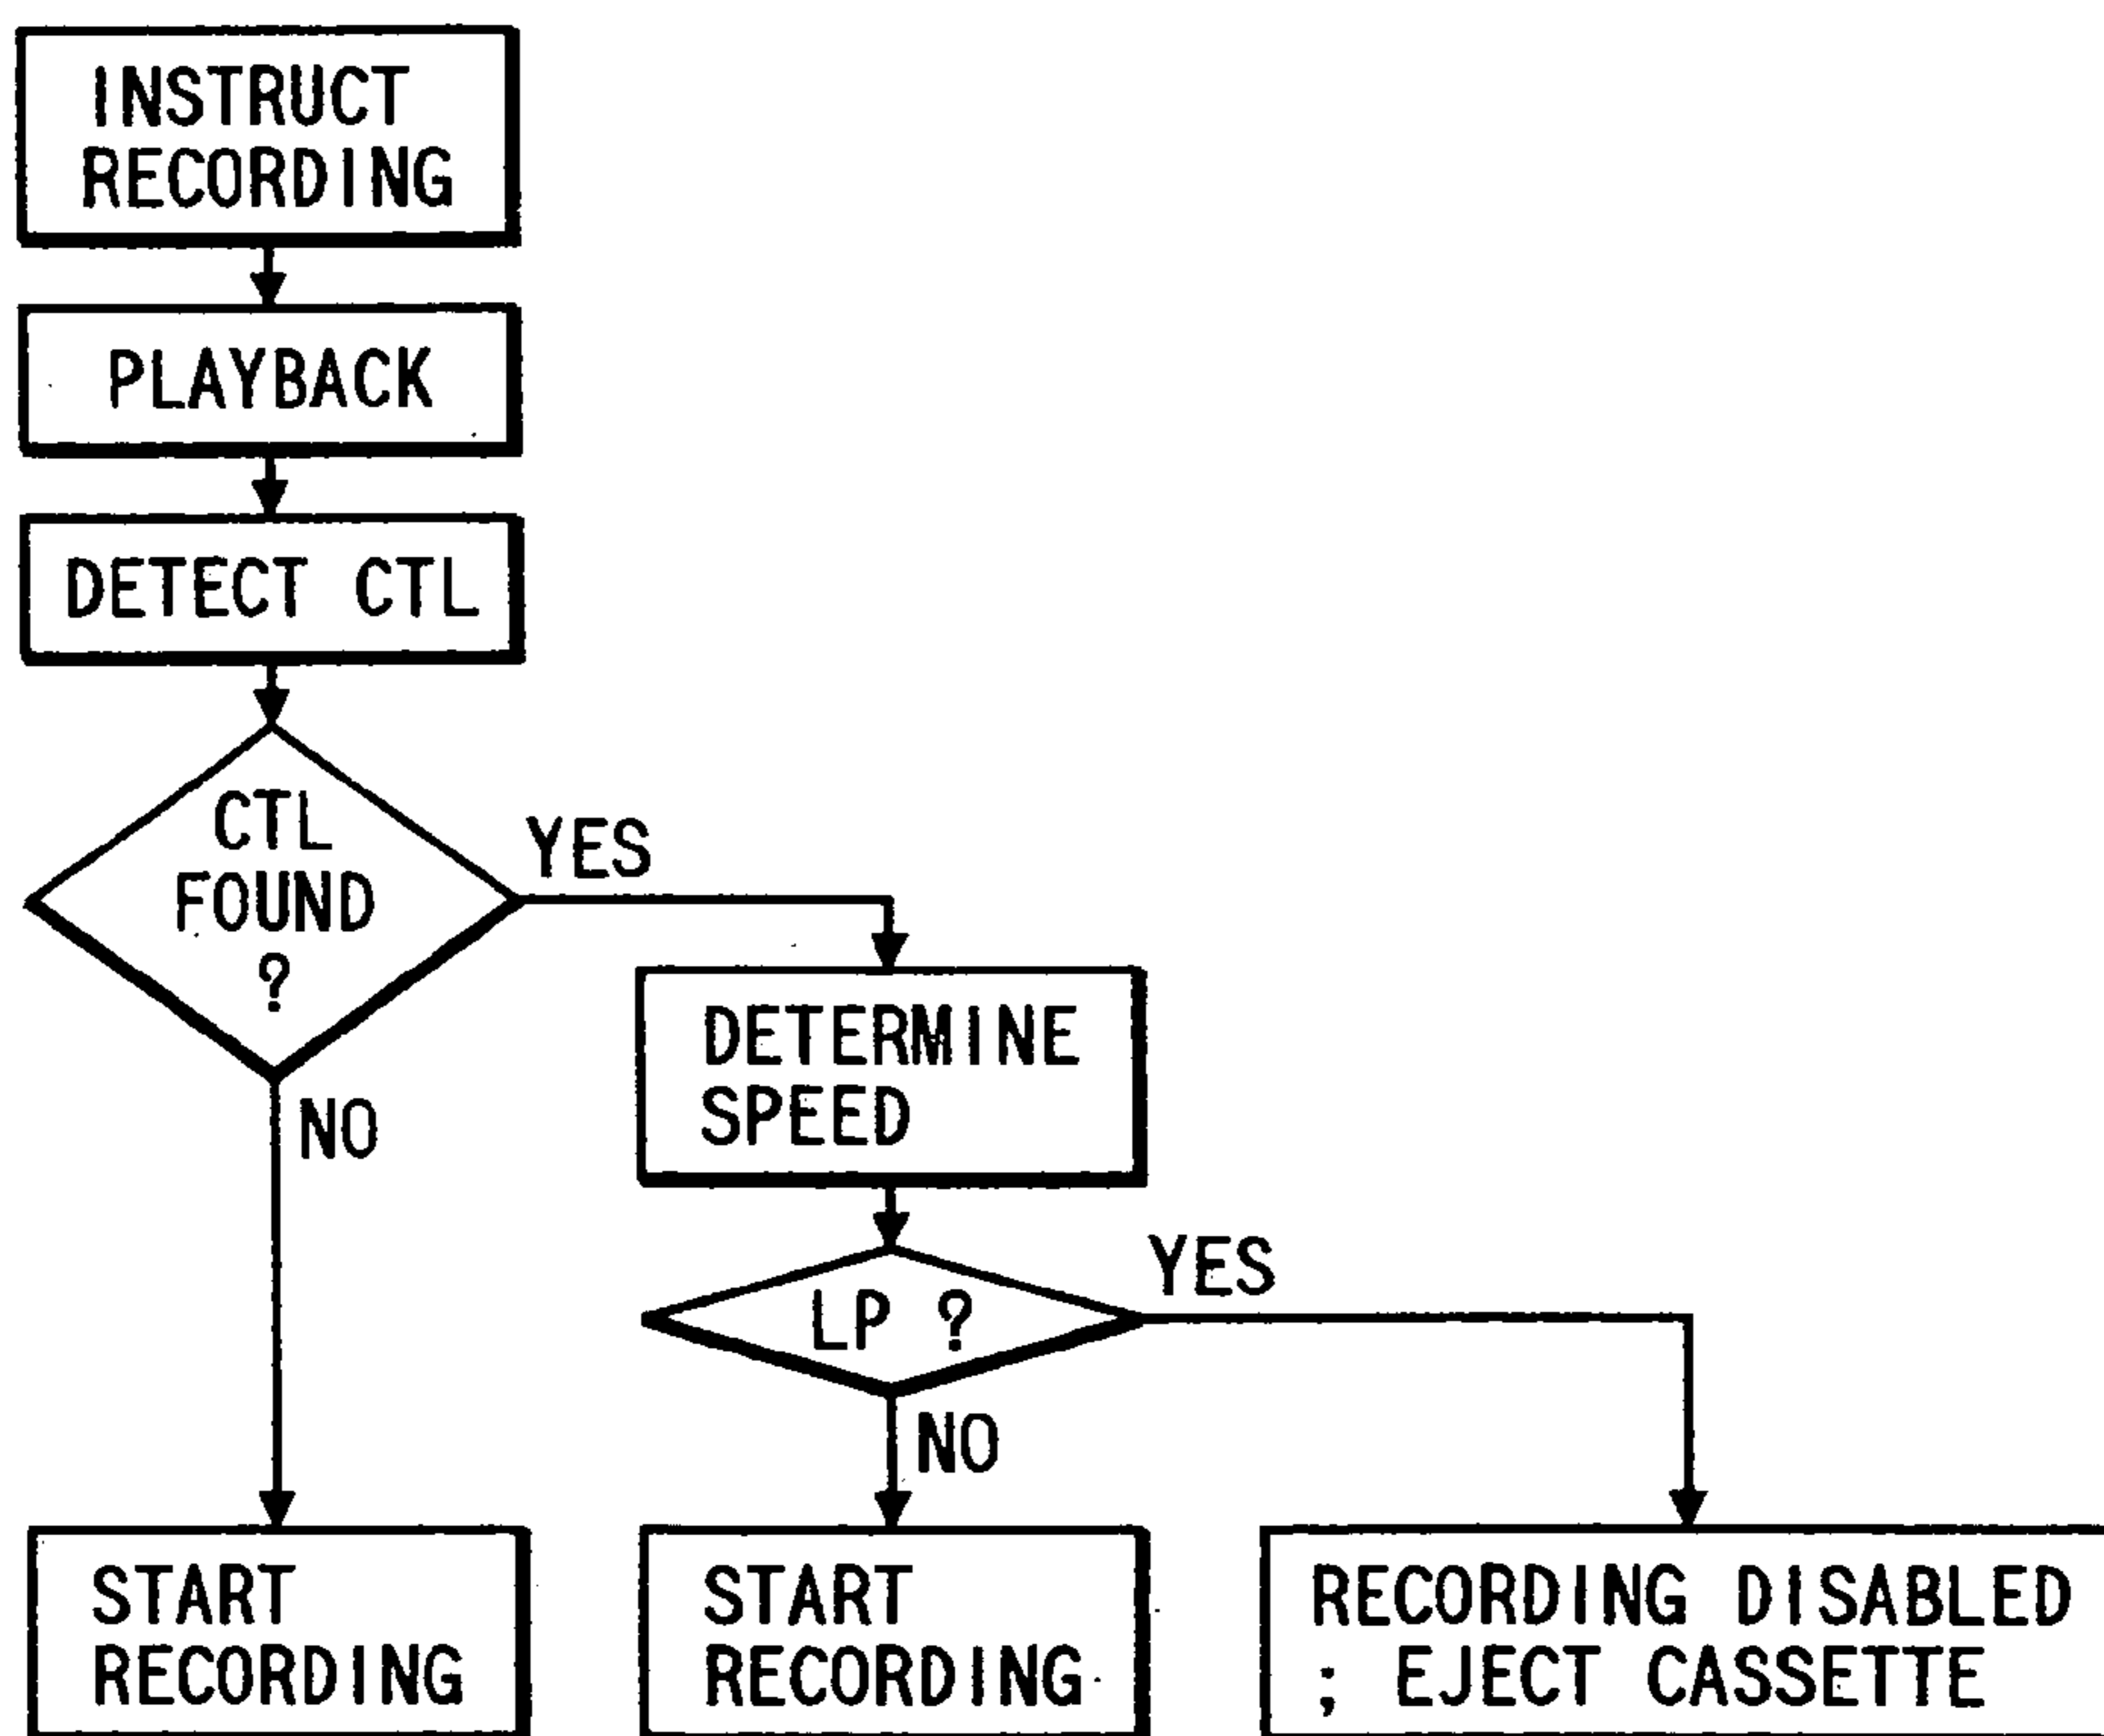 INSTRUCT
RECORDING
PLAYBACK
DETECT CTL
CTL
FOUND
?
YES
NO
DETERMINE
SPEED
LP ?
YES
NO
START
RECORDING
START
RECORDING
RECORDING DISABLED
; EJECT CASSETTE